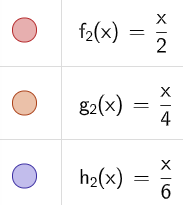 f₂(x) = x/2
g₂(x) = x/4
h₂(x) = x/6